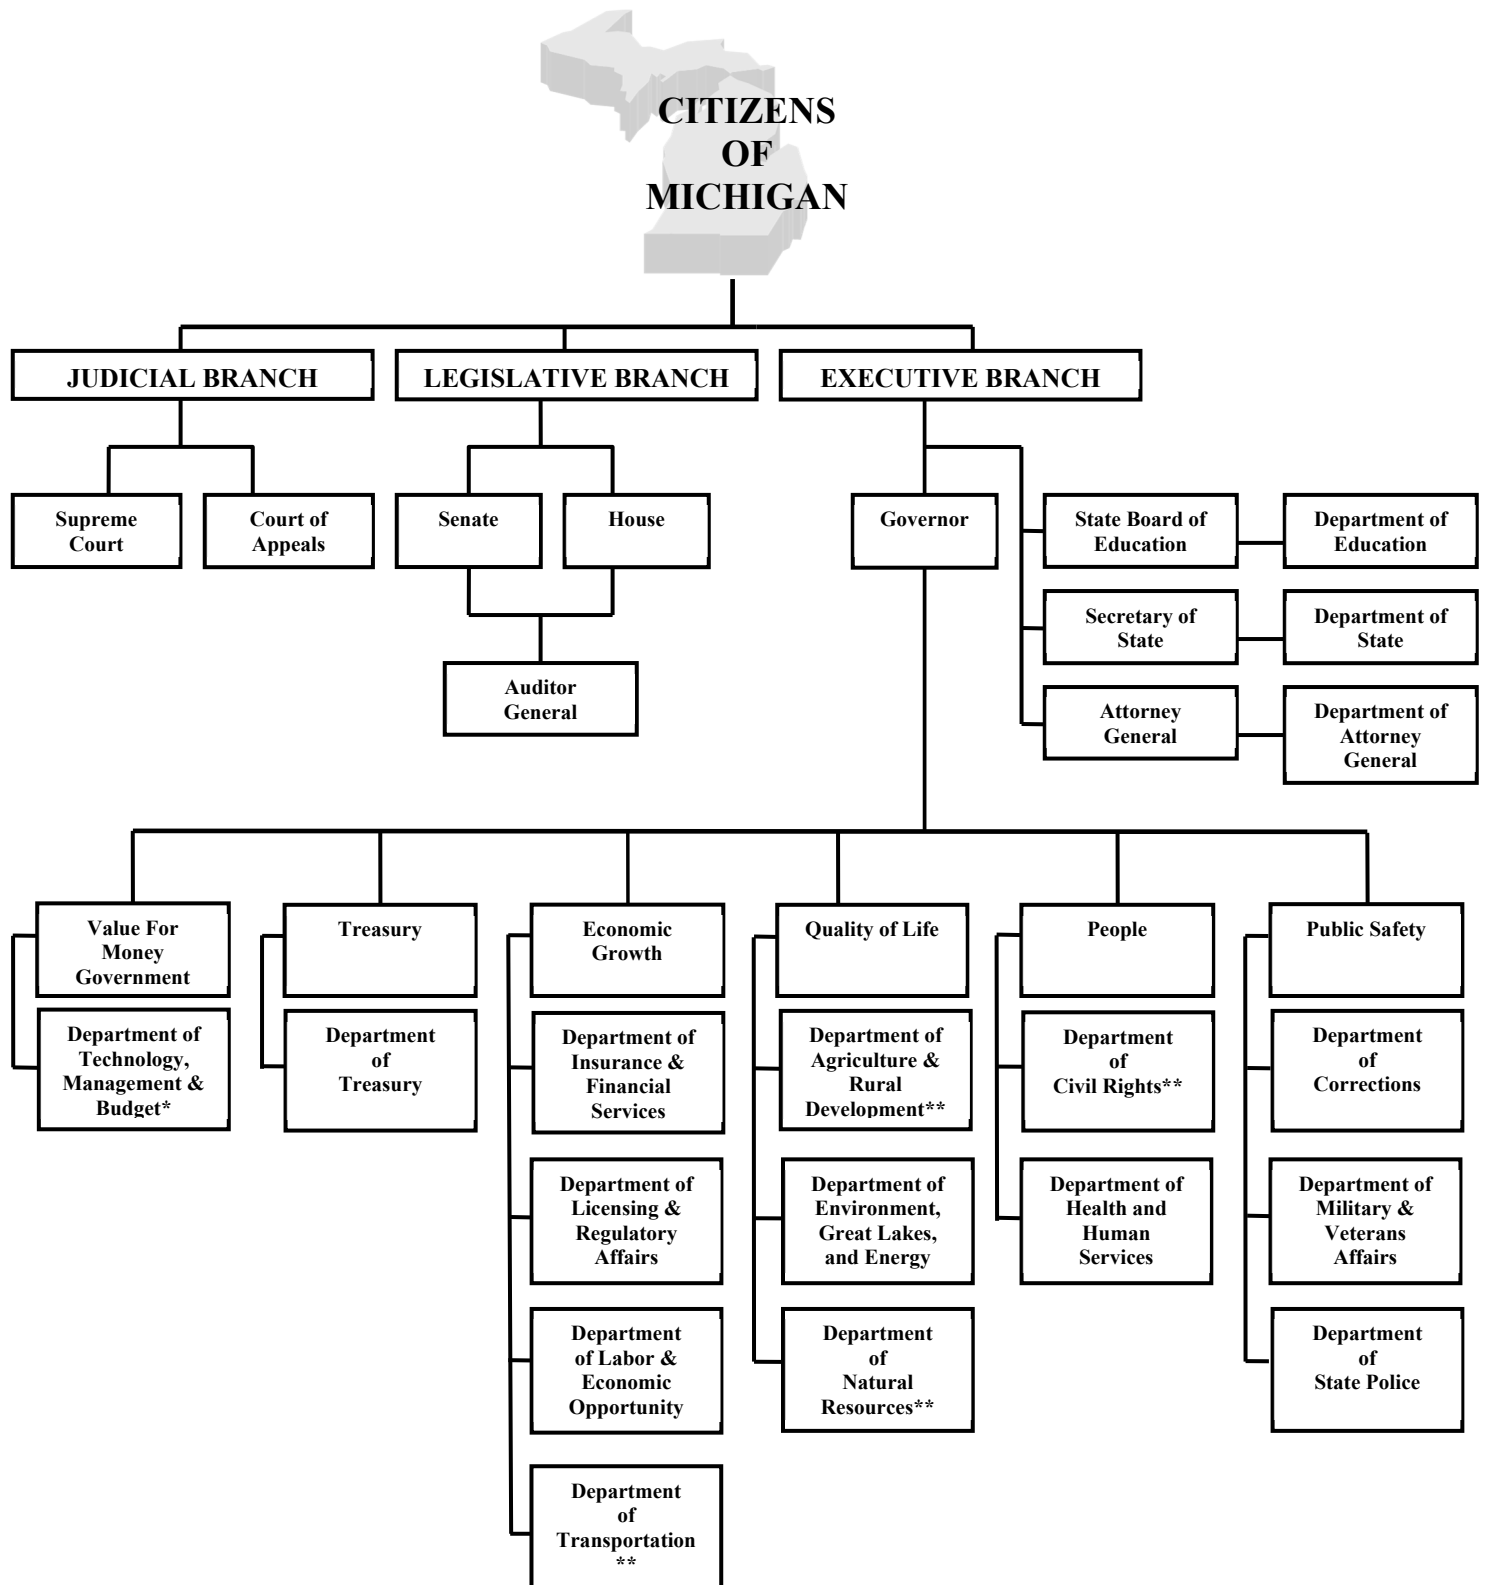 CITIZENS
OF
MICHIGAN
JUDICIAL BRANCH
LEGISLATIVE BRANCH
EXECUTIVE BRANCH
Supreme
Court
Court of
Appeals
Senate
House
Governor
State Board of
Education
Department of
Education
Secretary of
State
Department of
State
Auditor
General
Attorney
General
Department of
Attorney
General
Value For
Money
Government
Treasury
Economic
Growth
Quality of Life
People
Public Safety
Department of
Technology,
Management &
Budget*
Department
of
Treasury
Department of
Insurance &
Financial
Services
Department of
Agriculture &
Rural
Development**
Department
of
Civil Rights**
Department
of
Corrections
Department of
Licensing &
Regulatory
Affairs
Department of
Environment,
Great Lakes,
and Energy
Department of
Health and
Human
Services
Department of
Military &
Veterans
Affairs
Department
of Labor &
Economic
Opportunity
Department
of
Natural
Resources**
Department
of
State Police
Department
of
Transportation
**